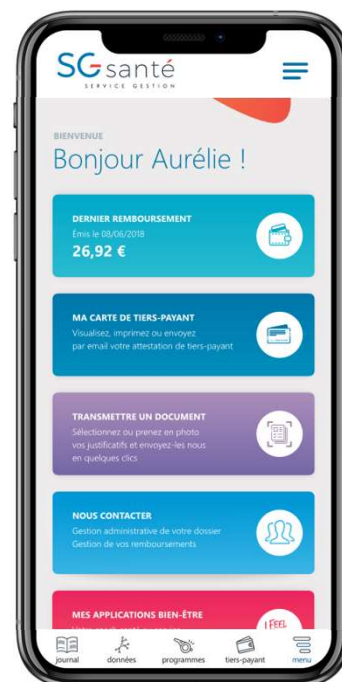 SG santé
SERVICE GESTION
BIENVENUE
Bonjour Aurélie !
DERNIER REMBOURSEMENT
Émis le 08/06/2018
26,92 €
MA CARTE DE TIERS-PAYANT
Visualisez, imprimez ou envoyez
par email votre attestation de tiers-payant
TRANSMETTRE UN DOCUMENT
Sélectionnez ou prenez en photo
vos justificatifs et envoyez-les nous
en quelques clics
NOUS CONTACTER
Gestion administrative de votre dossier
Gestion de vos remboursements
MES APPLICATIONS BIEN-ÊTRE
I FEEL
journal données programmes tiers-payant menu